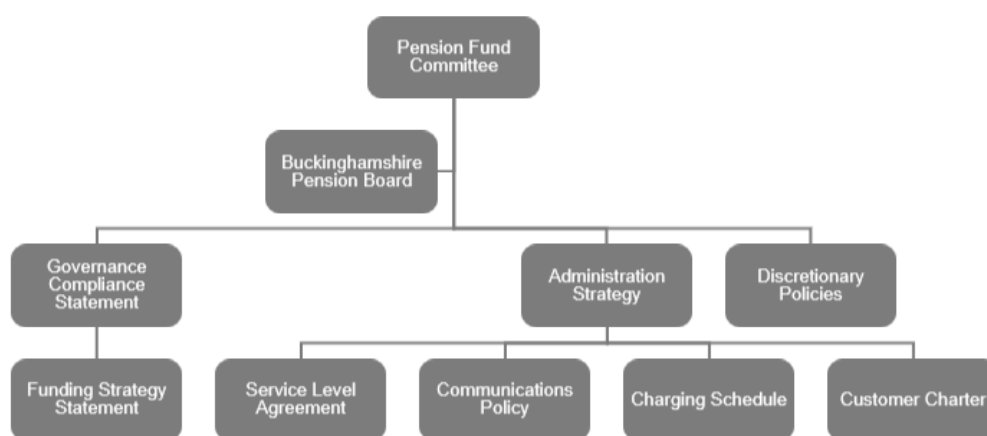 Pension Fund
Committee
Buckinghamshire
Pension Board
Governance
Compliance
Statement
Administration
Strategy
Discretionary
Policies
Funding Strategy
Statement
Service Level
Agreement
Communications
Policy
Charging Schedule
Customer Charter